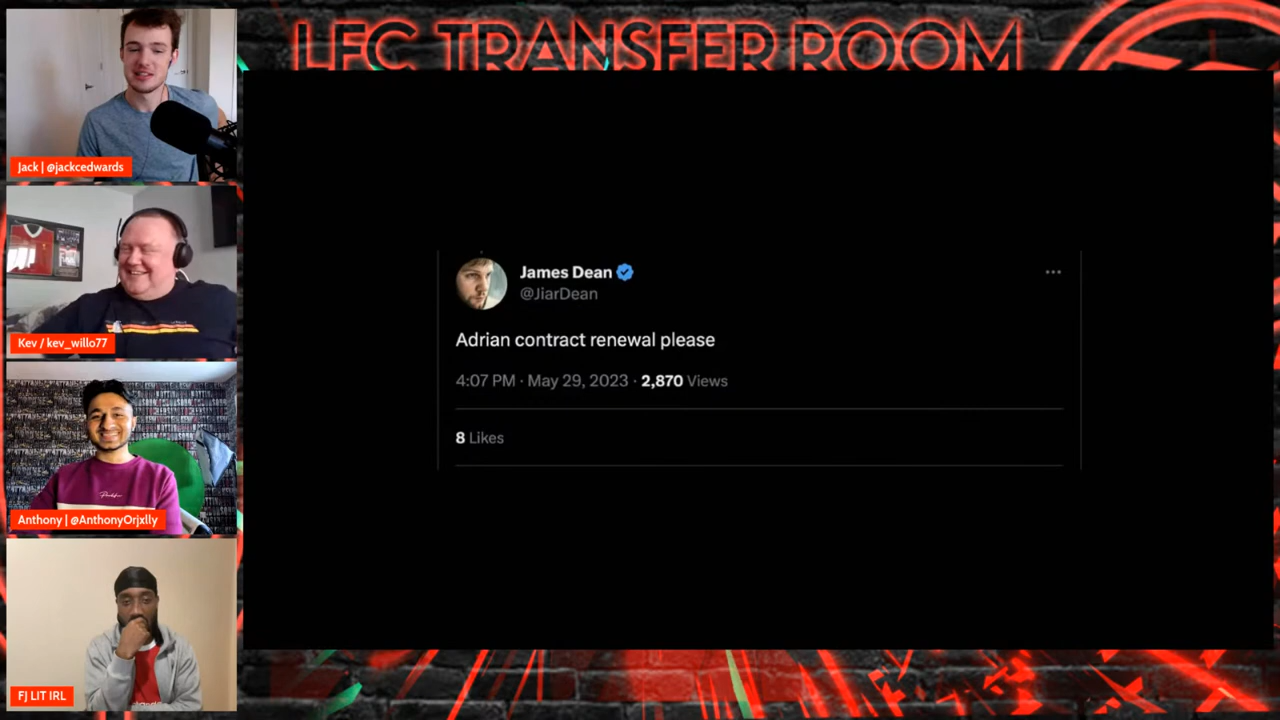 LFC TRANSFER ROOM
Jack | @jackcedwards
Kev / kev_willo77
Anthony | @AnthonyOrjxlly
FJ LIT IRL
James Dean
@JiarDean
Adrian contract renewal please
4:07 PM · May 29, 2023 · 2,870 Views
8 Likes